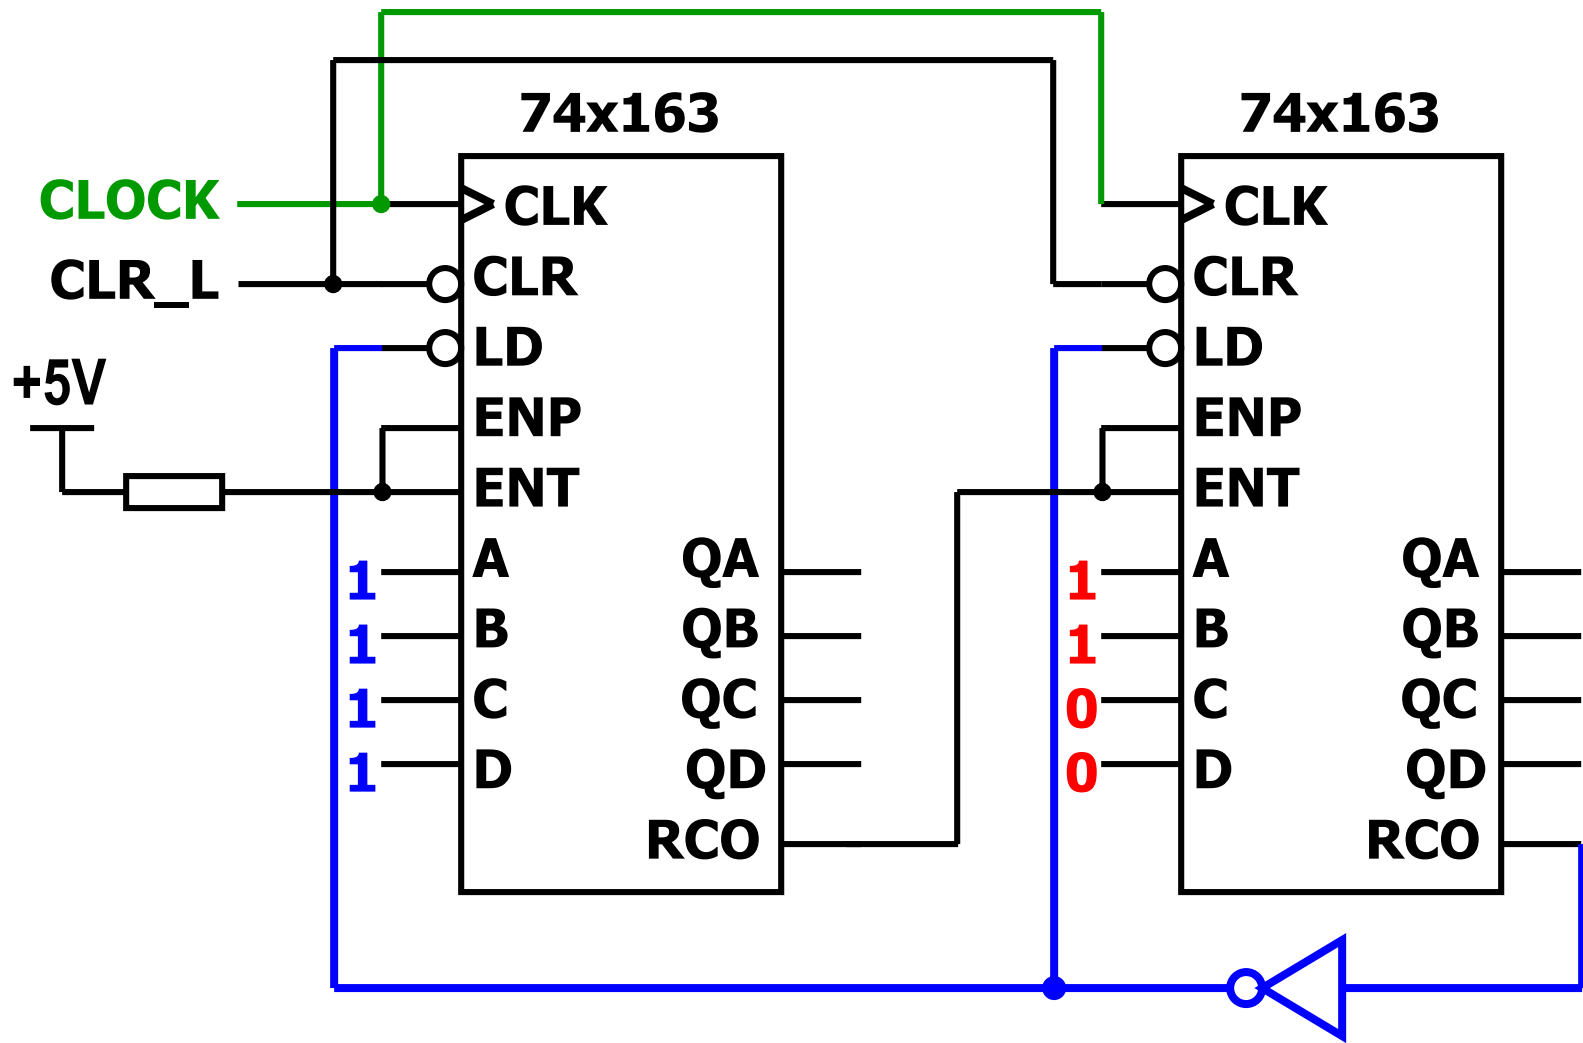 74x163 74x163
CLOCK CLK CLK
CLR_L CLR CLR
LD LD
+5V
ENP ENP
ENT ENT
1 A QA 1 A QA
1 B QB 1 B QB
1 C QC 0 C QC
1 D QD 0 D QD
RCO RCO